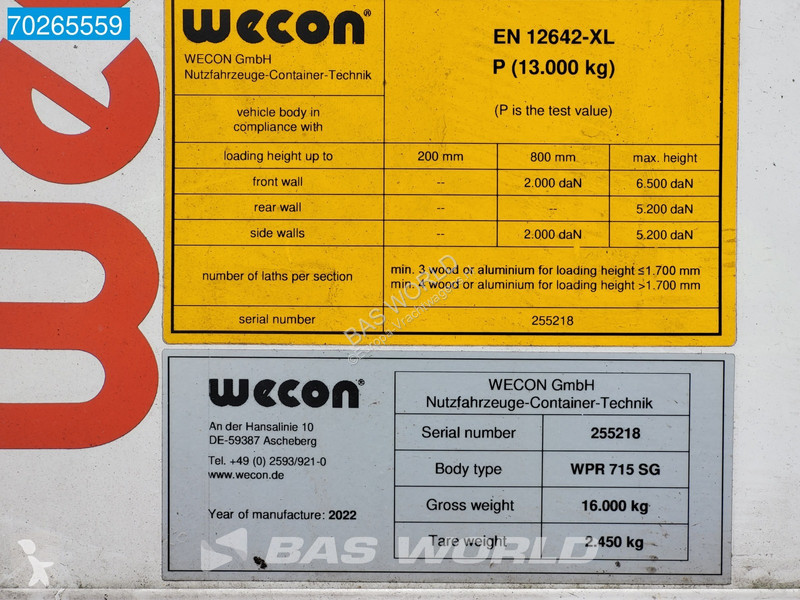 70265559
wecon
wecon®
WECON GmbH
Nutzfahrzeuge-Container-Technik
EN 12642-XL
P (13.000 kg)
vehicle body in
compliance with
(P is the test value)
loading height up to 200 mm 800 mm max. height
front wall -- 2.000 daN 6.500 daN
rear wall -- -- 5.200 daN
side walls -- 2.000 daN 5.200 daN
number of laths per section
min. 3 wood or aluminium for loading height ≤1.700 mm
min. 4 wood or aluminium for loading height >1.700 mm
serial number 255218
BAS WORLD
wecon®
An der Hansalinie 10
DE-59387 Ascheberg
Tel. +49 (0) 2593/921-0
www.wecon.de
Year of manufacture: 2022
WECON GmbH
Nutzfahrzeuge-Container-Technik
Serial number 255218
Body type WPR 715 SG
Gross weight 16.000 kg
Tare weight 2.450 kg
BAS WORLD